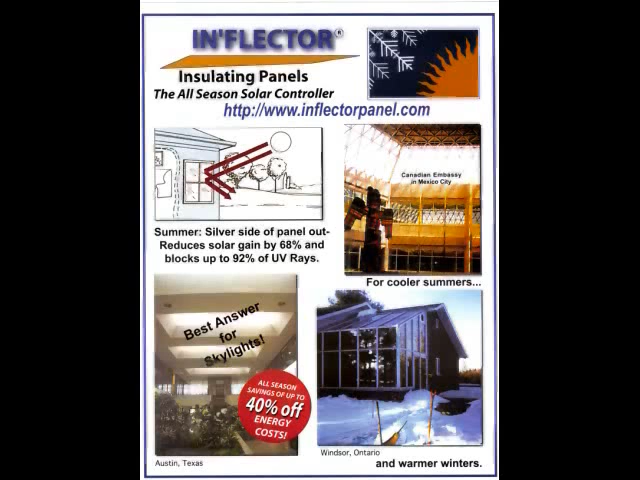 IN'FLECTOR®
Insulating Panels
The All Season Solar Controller
http://www.inflectorpanel.com
Canadian Embassy
in Mexico City
Summer: Silver side of panel out-
Reduces solar gain by 68% and
blocks up to 92% of UV Rays.
For cooler summers...
Best Answer
for
Skylights!
ALL SEASON
SAVINGS OF UP TO
40% off
ENERGY
COSTS!
Austin, Texas
Windsor, Ontario
and warmer winters.